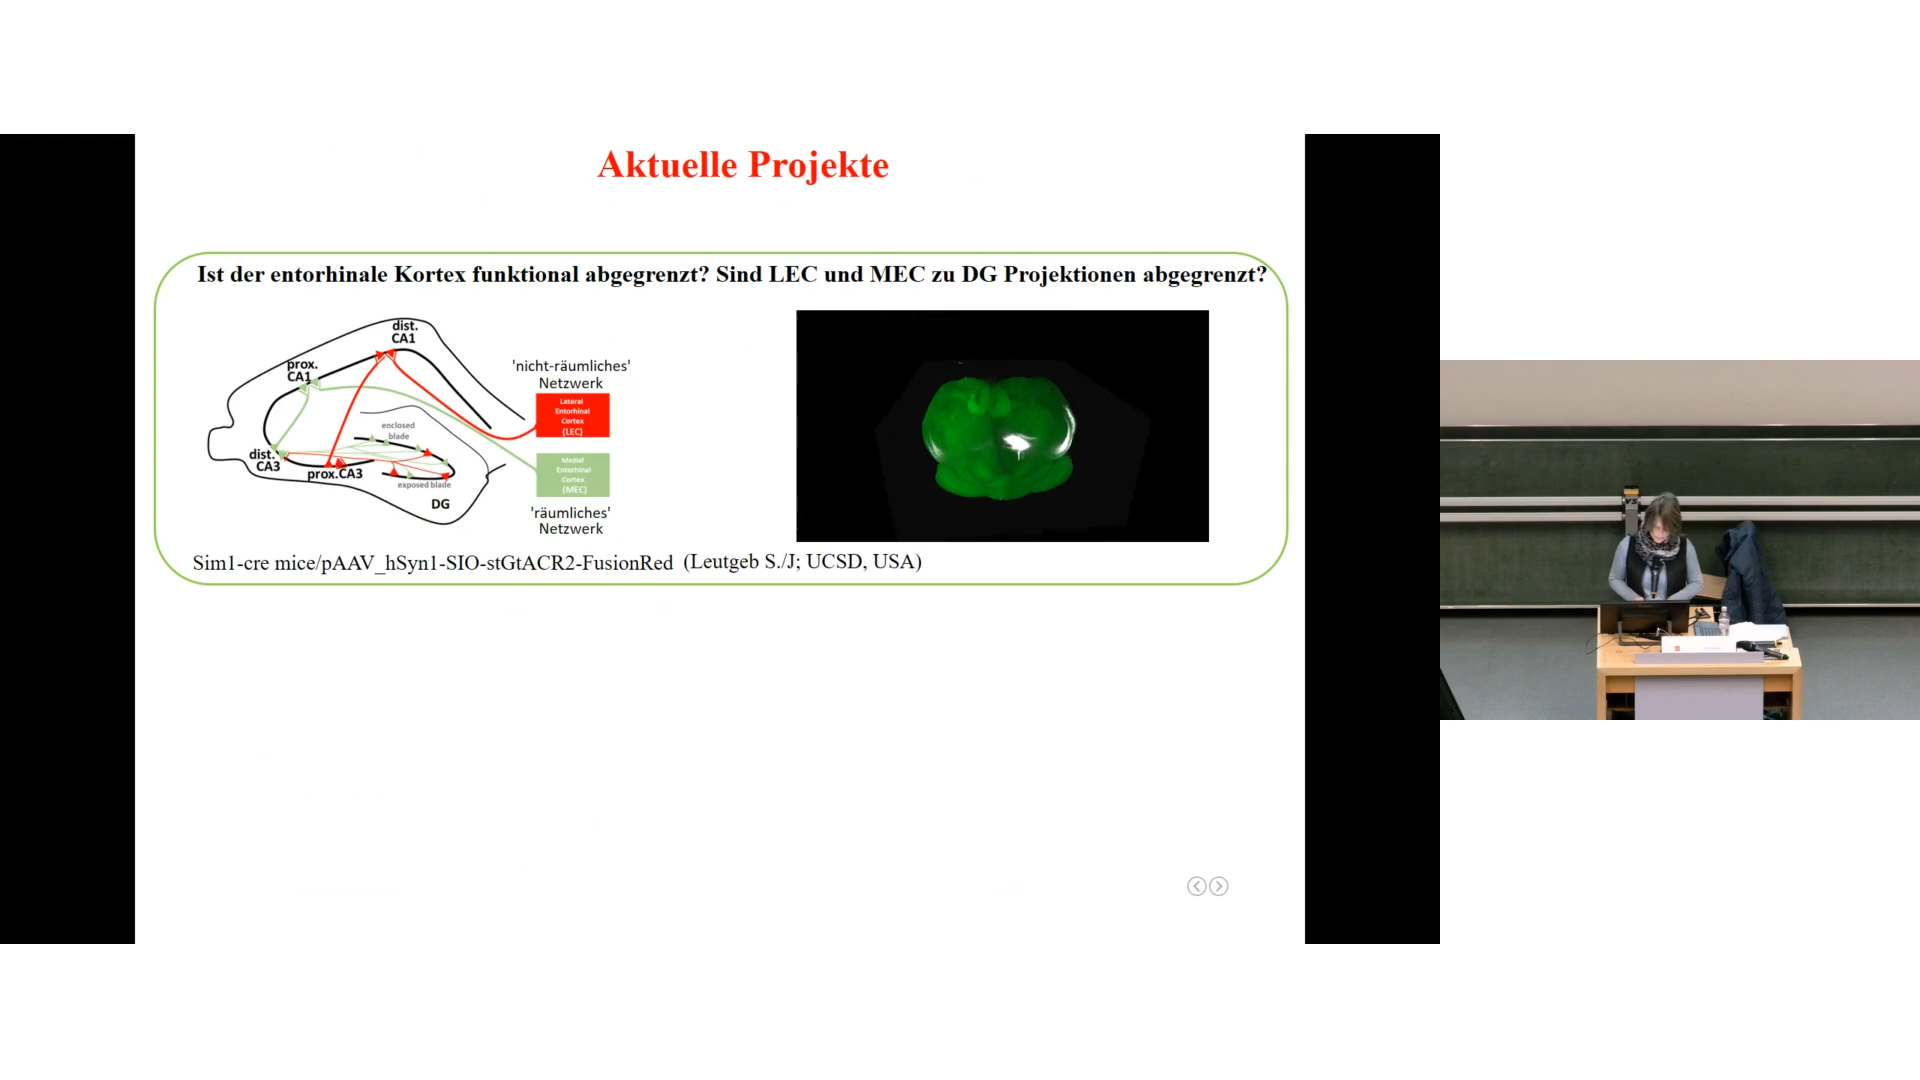 Aktuelle Projekte
Ist der entorhinale Kortex funktional abgegrenzt? Sind LEC und MEC zu DG Projektionen abgegrenzt?
dist.
CA1
prox.
CA1
'nicht-räumliches'
Netzwerk
Lateral
Entorhinal
Cortex
(LEC)
enclosed
blade
dist.
CA3
prox.CA3
exposed blade
DG
Medial
Entorhinal
Cortex
(MEC)
'räumliches'
Netzwerk
Sim1-cre mice/pAAV_hSyn1-SIO-stGtACR2-FusionRed (Leutgeb S./J; UCSD, USA)